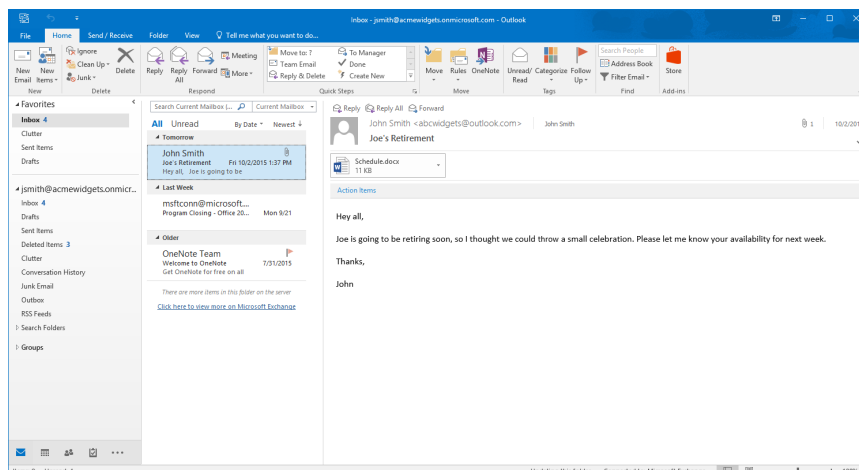 Inbox - jsmith@acmewidgets.onmicrosoft.com - Outlook
File Home Send / Receive Folder View Tell me what you want to do...
New Email
New Items
Ignore
Clean Up
Junk
Delete
Reply
Reply All
Forward
Meeting
More
Move to: ?
Team Email
Reply & Delete
To Manager
Done
Create New
Move
Rules
OneNote
Unread/ Read
Categorize
Follow Up
Search People
Address Book
Filter Email
Store
New Delete Respond Quick Steps Move Tags Find Add-ins
Favorites
Inbox 4
Clutter
Sent Items
Drafts
jsmith@acmewidgets.onmicr...
Inbox 4
Drafts
Sent Items
Deleted Items 3
Clutter
Conversation History
Junk Email
Outbox
RSS Feeds
Search Folders
Groups
Search Current Mailbox (... Current Mailbox
All Unread By Date Newest
Tomorrow
John Smith
Joe's Retirement Fri 10/2/2015 1:37 PM
Hey all, Joe is going to be
Last Week
msftconn@microsoft....
Program Closing - Office 20... Mon 9/21
Older
OneNote Team
Welcome to OneNote 7/31/2015
Get OneNote for free on all
There are more items in this folder on the server
Click here to view more on Microsoft Exchange
Reply Reply All Forward
John Smith <abcwidgets@outlook.com> John Smith 1 10/2/201
Joe's Retirement
Schedule.docx
11 KB
Action Items
Hey all,
Joe is going to be retiring soon, so I thought we could throw a small celebration. Please let me know your availability for next week.
Thanks,
John